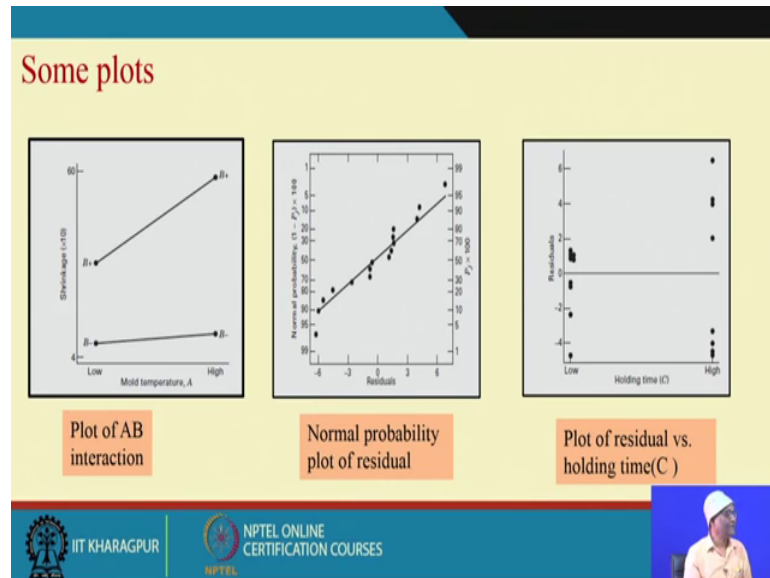 Some plots
60
Shrinkage (×10)
4
B+
B+
B−
B−
Low
High
Mold temperature, A
Normal probability, (1 − Pj) × 100
1
5
10
20
30
50
70
80
90
95
99
99
95
90
80
70
50
30
20
10
5
1
Pj × 100
-6
-3
0
3
6
Residuals
Residuals
6
4
2
0
-2
-4
Low
High
Holding time (C)
Plot of AB
interaction
Normal probability
plot of residual
Plot of residual vs.
holding time(C )
IIT KHARAGPUR
NPTEL
NPTEL ONLINE
CERTIFICATION COURSES